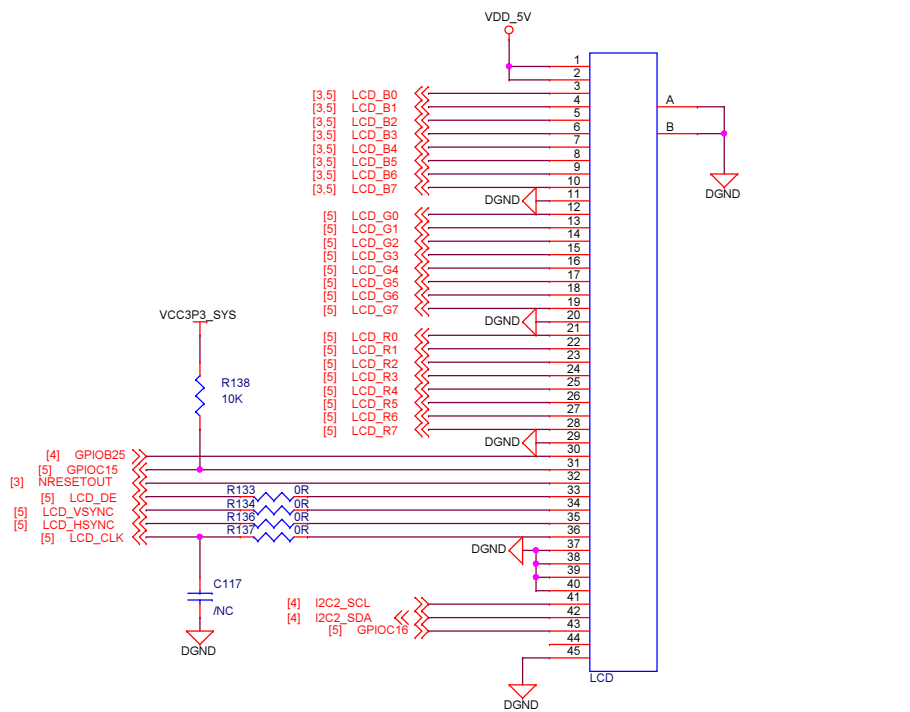 VDD_5V
1
2
3
[3,5] LCD_B0
4
[3,5] LCD_B1
A
5
[3,5] LCD_B2
6
[3,5] LCD_B3
B
7
[3,5] LCD_B4
8
[3,5] LCD_B5
9
[3,5] LCD_B6
10
[3,5] LCD_B7
DGND
11
DGND
12
[5] LCD_G0
13
[5] LCD_G1
14
[5] LCD_G2
15
[5] LCD_G3
16
[5] LCD_G4
17
[5] LCD_G5
18
[5] LCD_G6
19
[5] LCD_G7
VCC3P3_SYS
DGND
20
21
[5] LCD_R0
22
[5] LCD_R1
23
[5] LCD_R2
24
[5] LCD_R3
R138
25
[5] LCD_R4
10K
26
[5] LCD_R5
27
[5] LCD_R6
28
[5] LCD_R7
DGND
29
30
[4] GPIOB25
31
[5] GPIOC15
32
[3] NRESETOUT
33
[5] LCD_DE
R133 0R
34
[5] LCD_VSYNC
R134 0R
35
[5] LCD_HSYNC
R136 0R
36
[5] LCD_CLK
R137 0R
37
DGND
38
39
40
C117
/NC
41
[4] I2C2_SCL
42
[4] I2C2_SDA
43
[5] GPIOC16
44
45
DGND
LCD
DGND